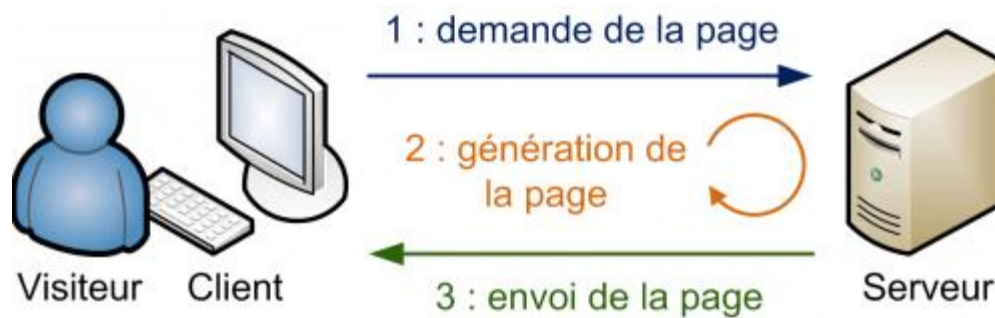 1 : demande de la page
2 : génération de
la page
3 : envoi de la page
Visiteur
Client
Serveur